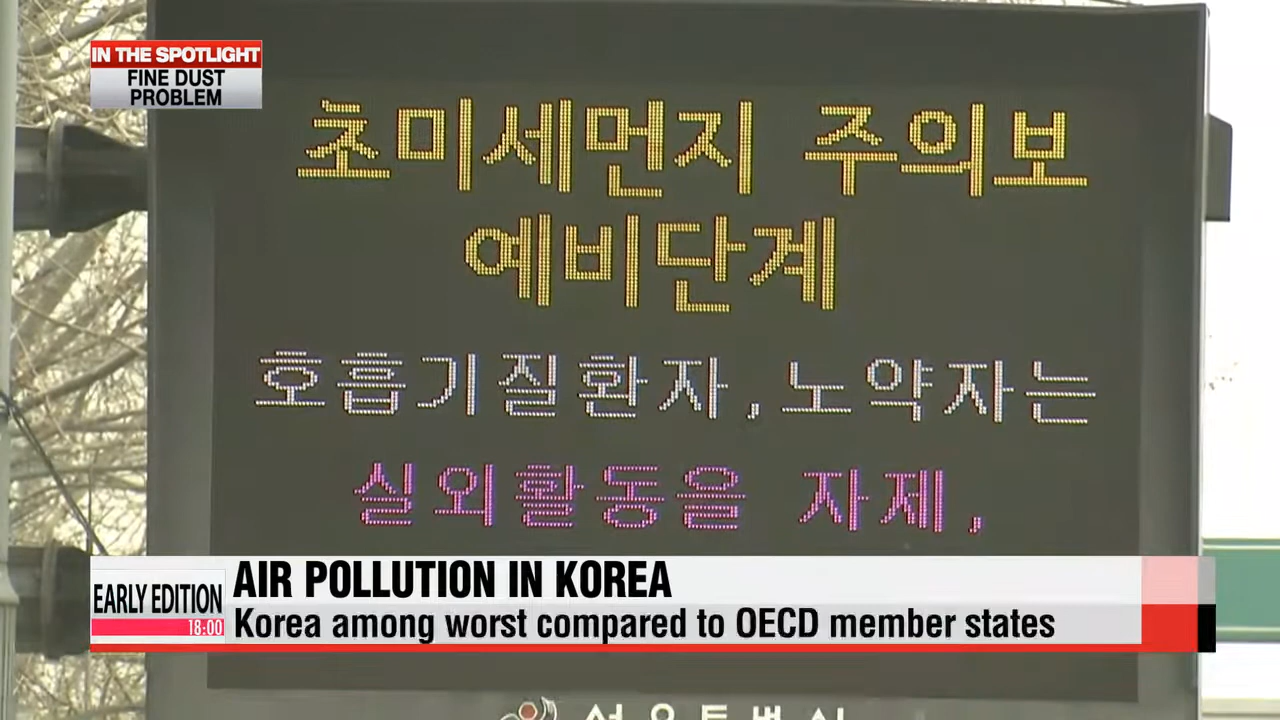 IN THE SPOTLIGHT
FINE DUST
PROBLEM
초미세먼지 주의보
예비단계
호흡기질환자,노약자는
실외활동을 자제,
AIR POLLUTION IN KOREA
EARLY EDITION
18:00
Korea among worst compared to OECD member states